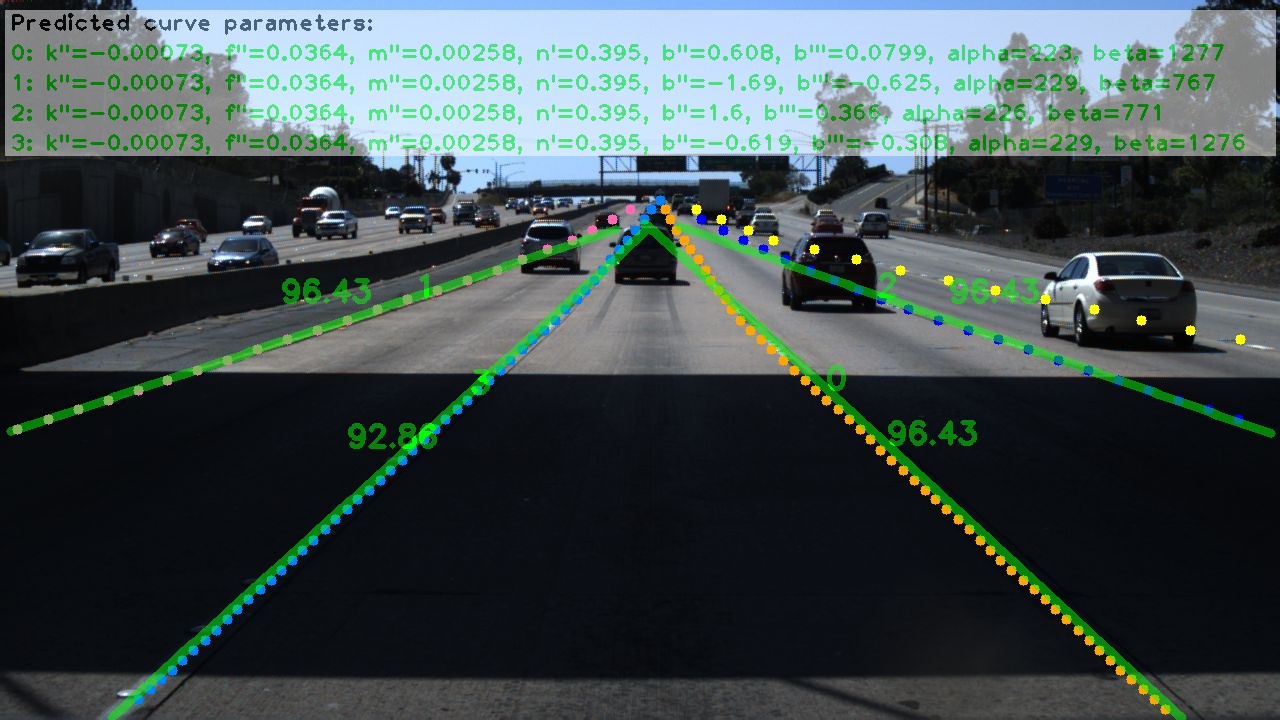 Predicted curve parameters:
0: k''=-0.00073, f''=0.0364, m''=0.00258, n'=0.395, b''=0.608, b'''=0.0799, alpha=223, beta=1277
1: k''=-0.00073, f''=0.0364, m''=0.00258, n'=0.395, b''=-1.69, b'''=-0.625, alpha=229, beta=767
2: k''=-0.00073, f''=0.0364, m''=0.00258, n'=0.395, b''=1.6, b'''=0.366, alpha=226, beta=771
3: k''=-0.00073, f''=0.0364, m''=0.00258, n'=0.395, b''=-0.619, b'''=-0.308, alpha=229, beta=1276
96.43 1
2 96.43
3
0
92.86
96.43